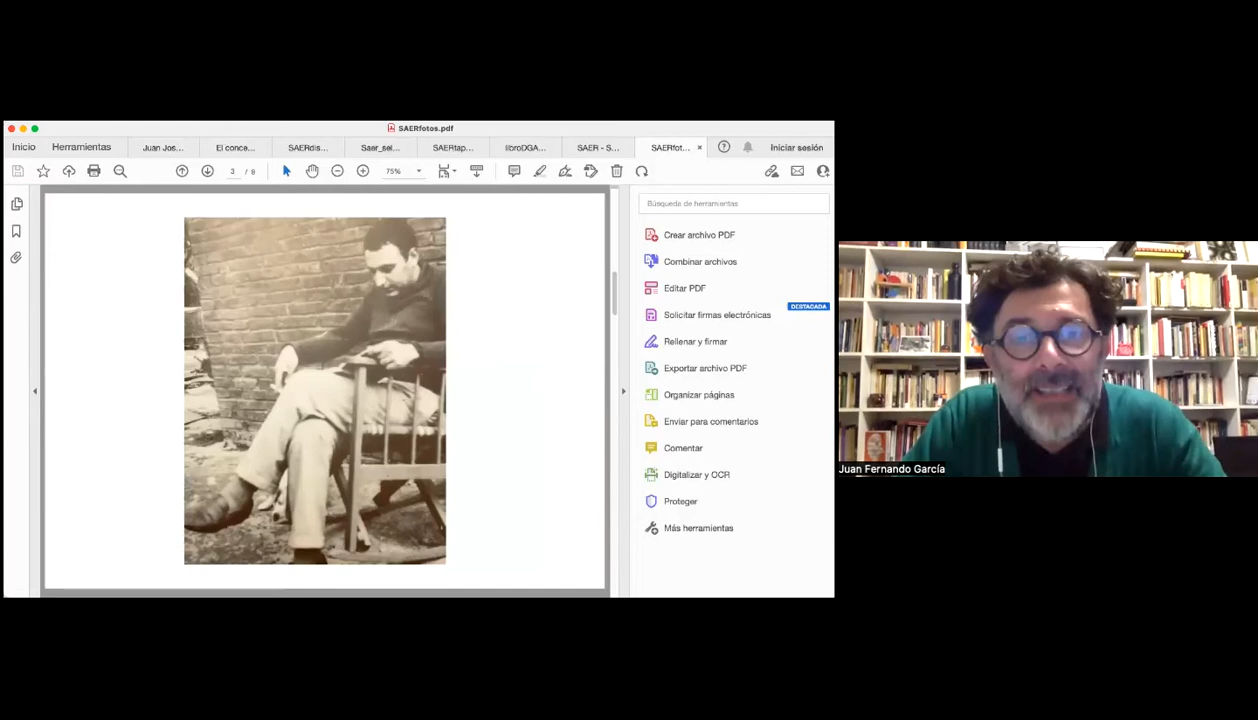 SAERfotos.pdf
Inicio
Herramientas
Juan Jos...
El conce...
SAERdis...
Saer_sel...
SAERtap...
libroDGA...
SAER - S...
SAERfot...
Iniciar sesión
3 / 8
75%
Búsqueda de herramientas
Crear archivo PDF
Combinar archivos
Editar PDF
DESTACADA
Solicitar firmas electrónicas
Rellenar y firmar
Exportar archivo PDF
Organizar páginas
Enviar para comentarios
Comentar
Digitalizar y OCR
Proteger
Más herramientas
Juan Fernando García